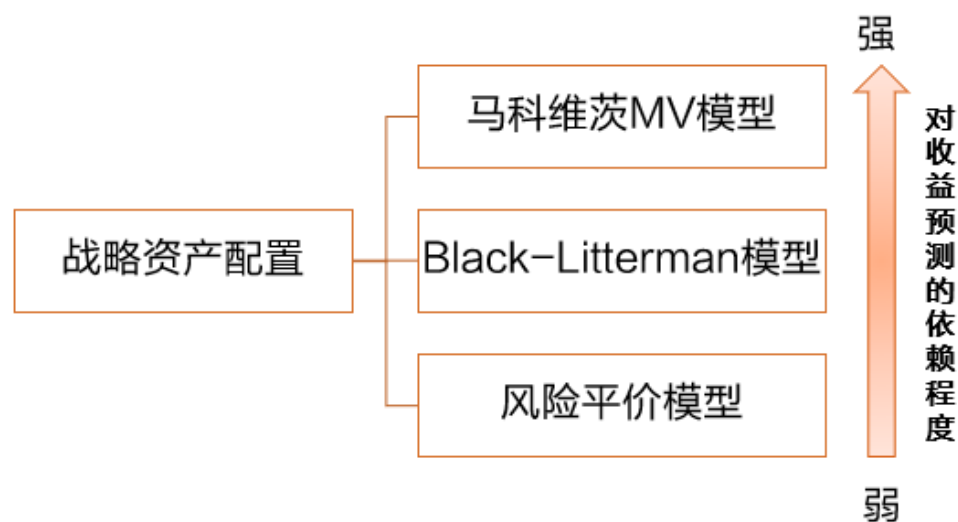 强
马科维茨MV模型
战略资产配置
Black-Litterman模型
风险平价模型
对收益预测的依赖程度
弱